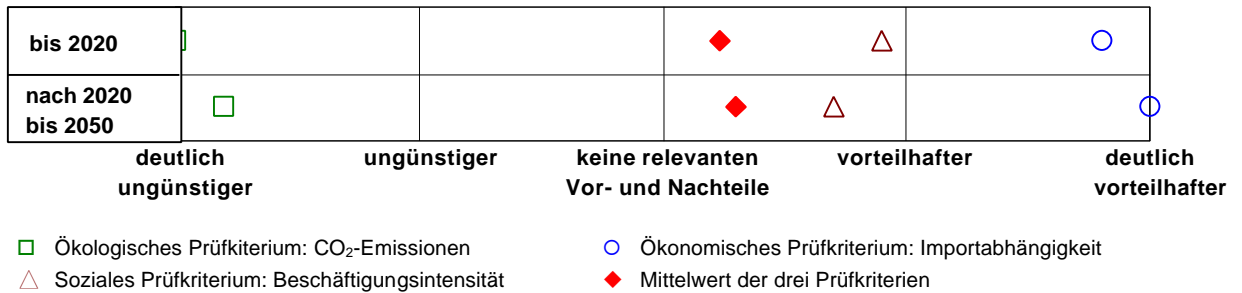 bis 2020
nach 2020
bis 2050
deutlich ungünstiger keine relevanten vorteilhafter deutlich
ungünstiger Vor- und Nachteile vorteilhafter
Ökologisches Prüfkiterium: CO₂-Emissionen Ökonomisches Prüfkriterium: Importabhängigkeit
Soziales Prüfkriterium: Beschäftigungsintensität Mittelwert der drei Prüfkriterien